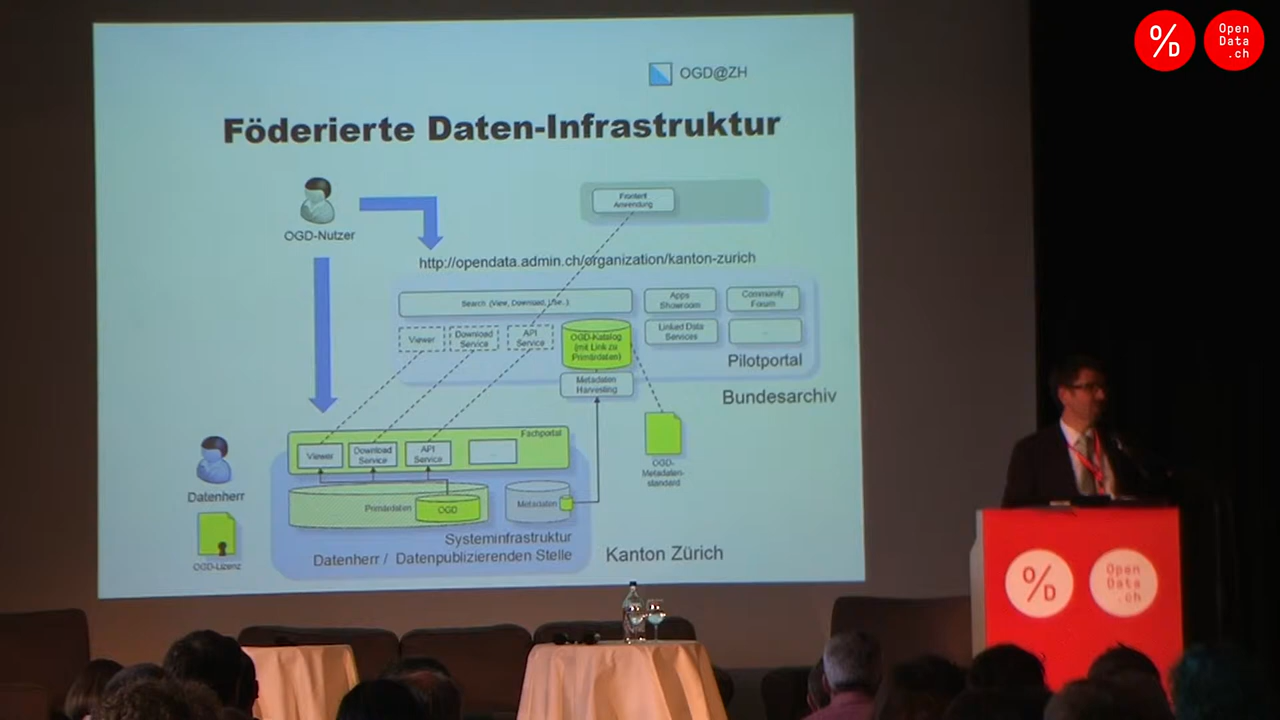 %
D
Open
Data
.ch
OGD@ZH
Föderierte Daten-Infrastruktur
OGD-Nutzer
Frontend
Anwendung
http://opendata.admin.ch/organization/kanton-zurich
Search (View, Download, Use..)
Apps
Showroom
Community
Forum
Viewer
Download
Service
API
Service
OGD-Katalog
(mit Link zu
Primärdaten)
Linked Data
Services
...
Pilotportal
Metadaten
Harvesting
Bundesarchiv
Fachportal
Viewer
Download
Service
API
Service
...
OGD-
Metadaten-
standard
Datenherr
Primärdaten
OGD
Metadaten
OGD-Lizenz
Systeminfrastruktur
Datenherr / Datenpublizierenden Stelle
Kanton Zürich
%
D
Open
Data
.ch